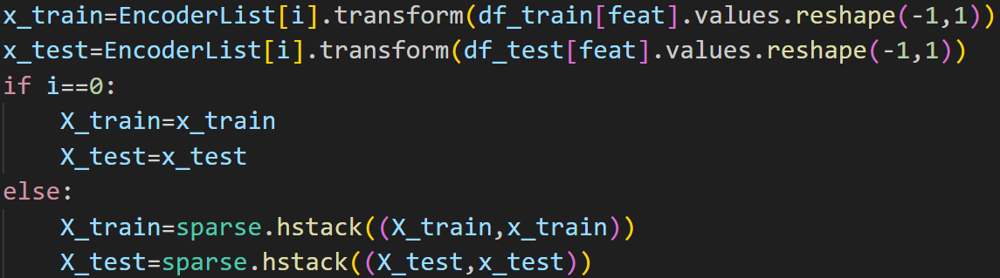 x_train=EncoderList[i].transform(df_train[feat].values.reshape(-1,1))
x_test=EncoderList[i].transform(df_test[feat].values.reshape(-1,1))
if i==0:
    X_train=x_train
    X_test=x_test
else:
    X_train=sparse.hstack((X_train,x_train))
    X_test=sparse.hstack((X_test,x_test))